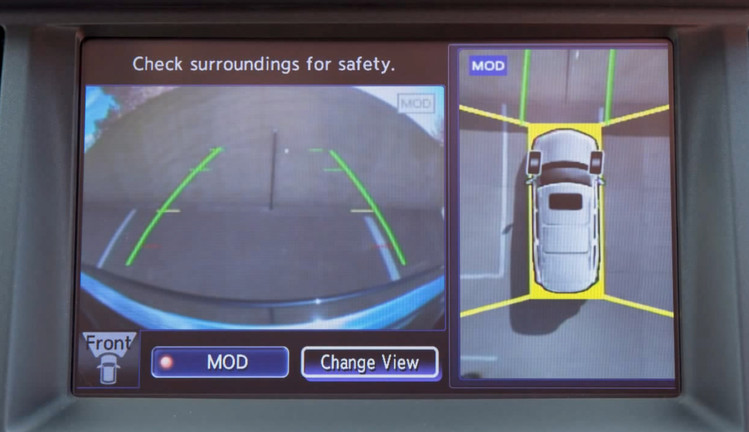 Check surroundings for safety.
MOD
MOD
Front
MOD
Change View